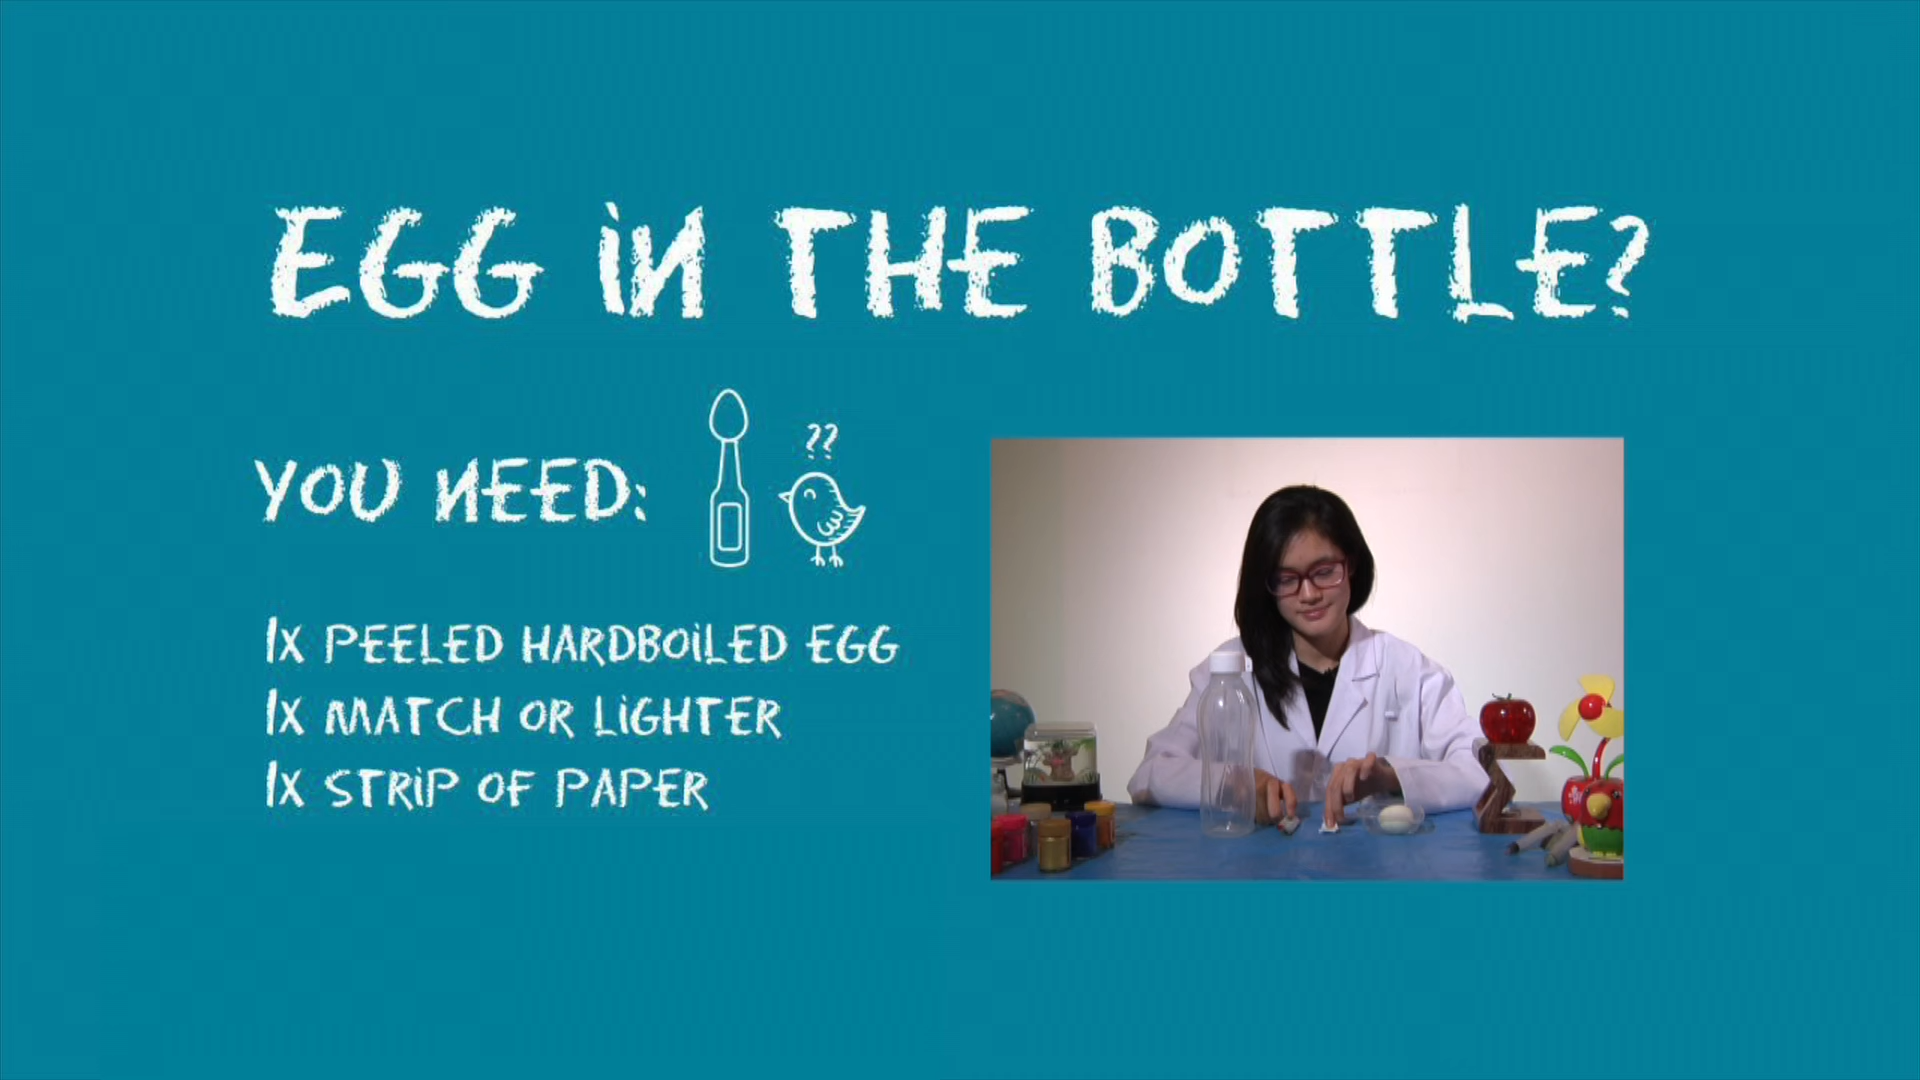 EGG iN THE BOTTLE?
??
YOU NEED:
1X PEELED HARDBOiLED EGG
1X MATCH OR LiGHTER
1X STRiP OF PAPER